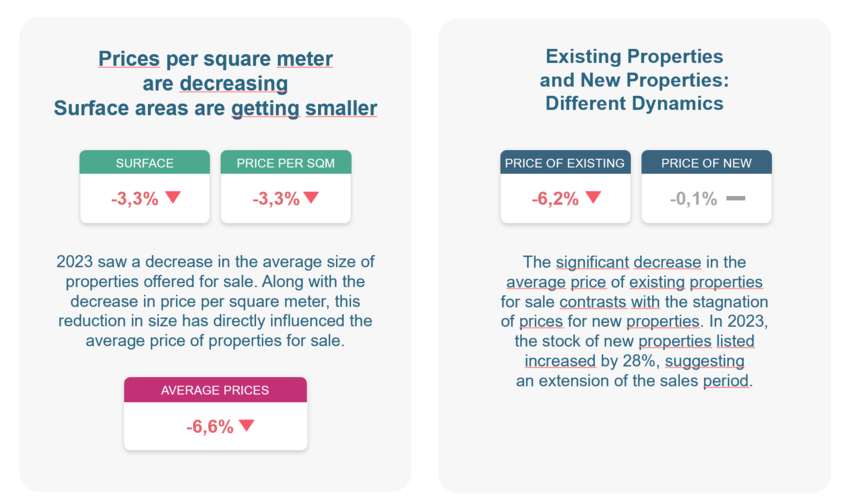 Prices per square meter
are decreasing
Surface areas are getting smaller
SURFACE
-3,3%
PRICE PER SQM
-3,3%
2023 saw a decrease in the average size of
properties offered for sale. Along with the
decrease in price per square meter, this
reduction in size has directly influenced the
average price of properties for sale.
AVERAGE PRICES
-6,6%
Existing Properties
and New Properties:
Different Dynamics
PRICE OF EXISTING
-6,2%
PRICE OF NEW
-0,1%
The significant decrease in the
average price of existing properties
for sale contrasts with the stagnation
of prices for new properties. In 2023,
the stock of new properties listed
increased by 28%, suggesting
an extension of the sales period.